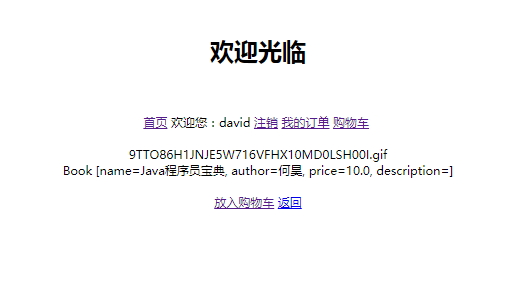 欢迎光临
首页 欢迎您：david 注销 我的订单 购物车
9TTO86H1JNJE5W716VFHX10MD0LSH00I.gif
Book [name=Java程序员宝典, author=何昊, price=10.0, description=]
放入购物车 返回